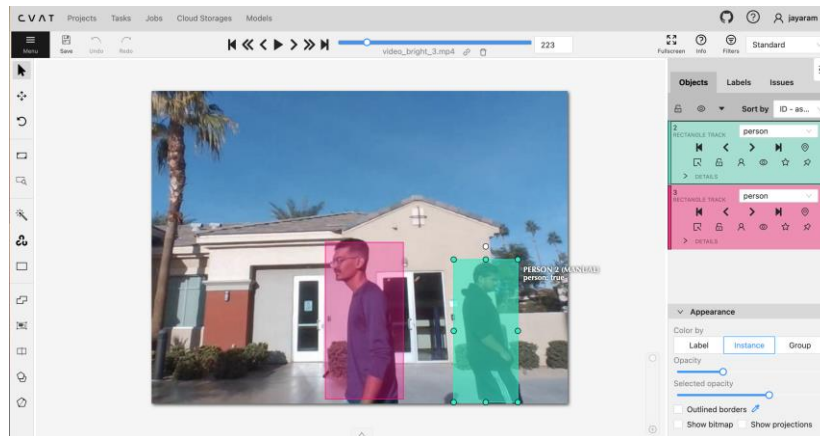 CVAT Projects Tasks Jobs Cloud Storages Models jayaram
Menu Save Undo Redo video_bright_3.mp4 223 Fullscreen Info Filters Standard
Objects Labels Issues
Sort by ID - as...
2 person
RECTANGLE TRACK
DETAILS
3 person
RECTANGLE TRACK
DETAILS
PERSON 2 (MANUAL)
person: true
Appearance
Color by
Label Instance Group
Opacity
Selected opacity
Outlined borders
Show bitmap Show projections